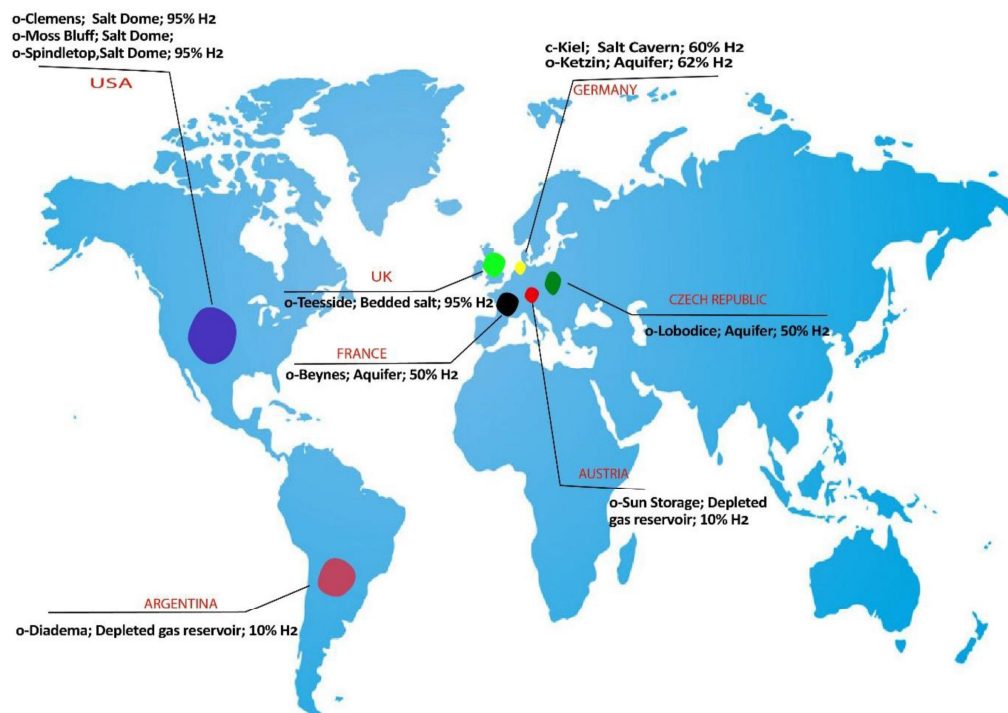 o-Clemens; Salt Dome; 95% H2
o-Moss Bluff; Salt Dome;
o-Spindletop,Salt Dome; 95% H2
USA
c-Kiel; Salt Cavern; 60% H2
o-Ketzin; Aquifer; 62% H2
GERMANY
UK
o-Teesside; Bedded salt; 95% H2
CZECH REPUBLIC
o-Lobodice; Aquifer; 50% H2
FRANCE
o-Beynes; Aquifer; 50% H2
AUSTRIA
o-Sun Storage; Depleted
gas reservoir; 10% H2
ARGENTINA
o-Diadema; Depleted gas reservoir; 10% H2